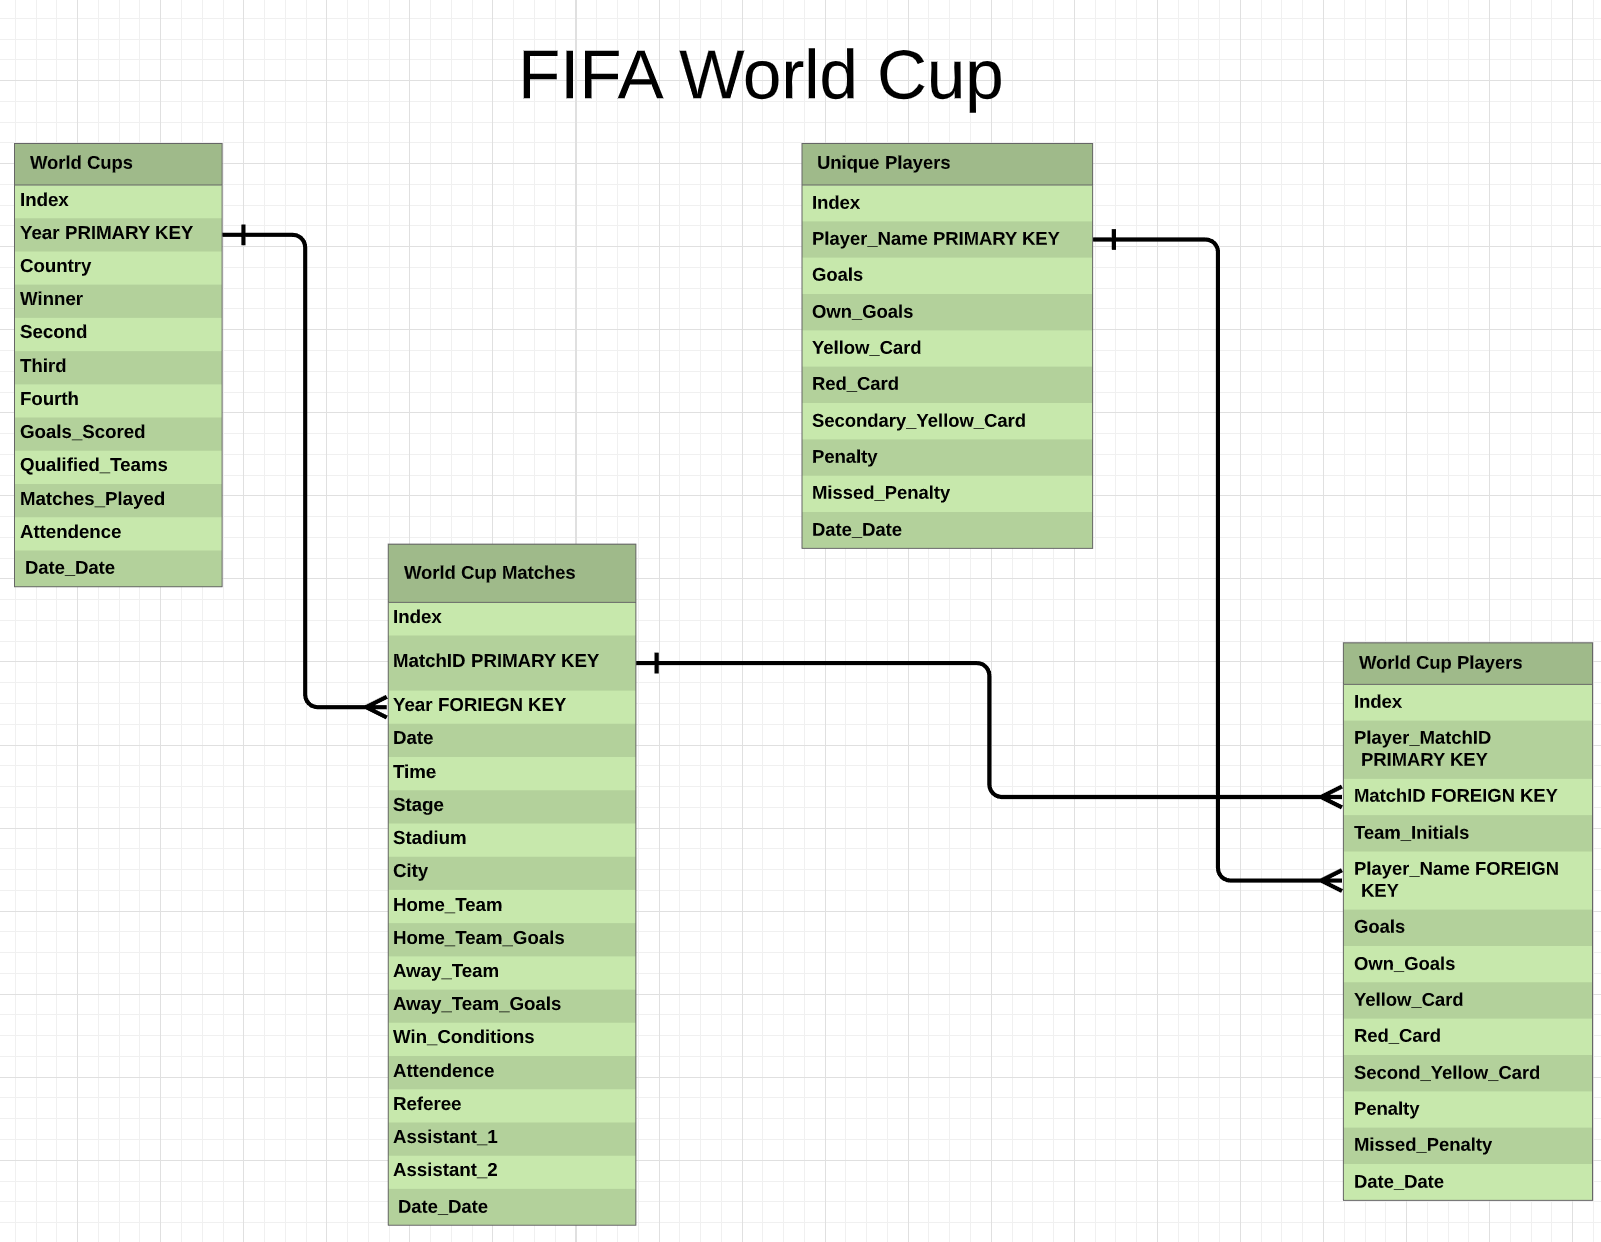 FIFA World Cup
World Cups
Index
Year PRIMARY KEY
Country
Winner
Second
Third
Fourth
Goals_Scored
Qualified_Teams
Matches_Played
Attendence
Date_Date
Unique Players
Index
Player_Name PRIMARY KEY
Goals
Own_Goals
Yellow_Card
Red_Card
Secondary_Yellow_Card
Penalty
Missed_Penalty
Date_Date
World Cup Matches
Index
MatchID PRIMARY KEY
Year FORIEGN KEY
Date
Time
Stage
Stadium
City
Home_Team
Home_Team_Goals
Away_Team
Away_Team_Goals
Win_Conditions
Attendence
Referee
Assistant_1
Assistant_2
Date_Date
World Cup Players
Index
Player_MatchID
PRIMARY KEY
MatchID FOREIGN KEY
Team_Initials
Player_Name FOREIGN
KEY
Goals
Own_Goals
Yellow_Card
Red_Card
Second_Yellow_Card
Penalty
Missed_Penalty
Date_Date